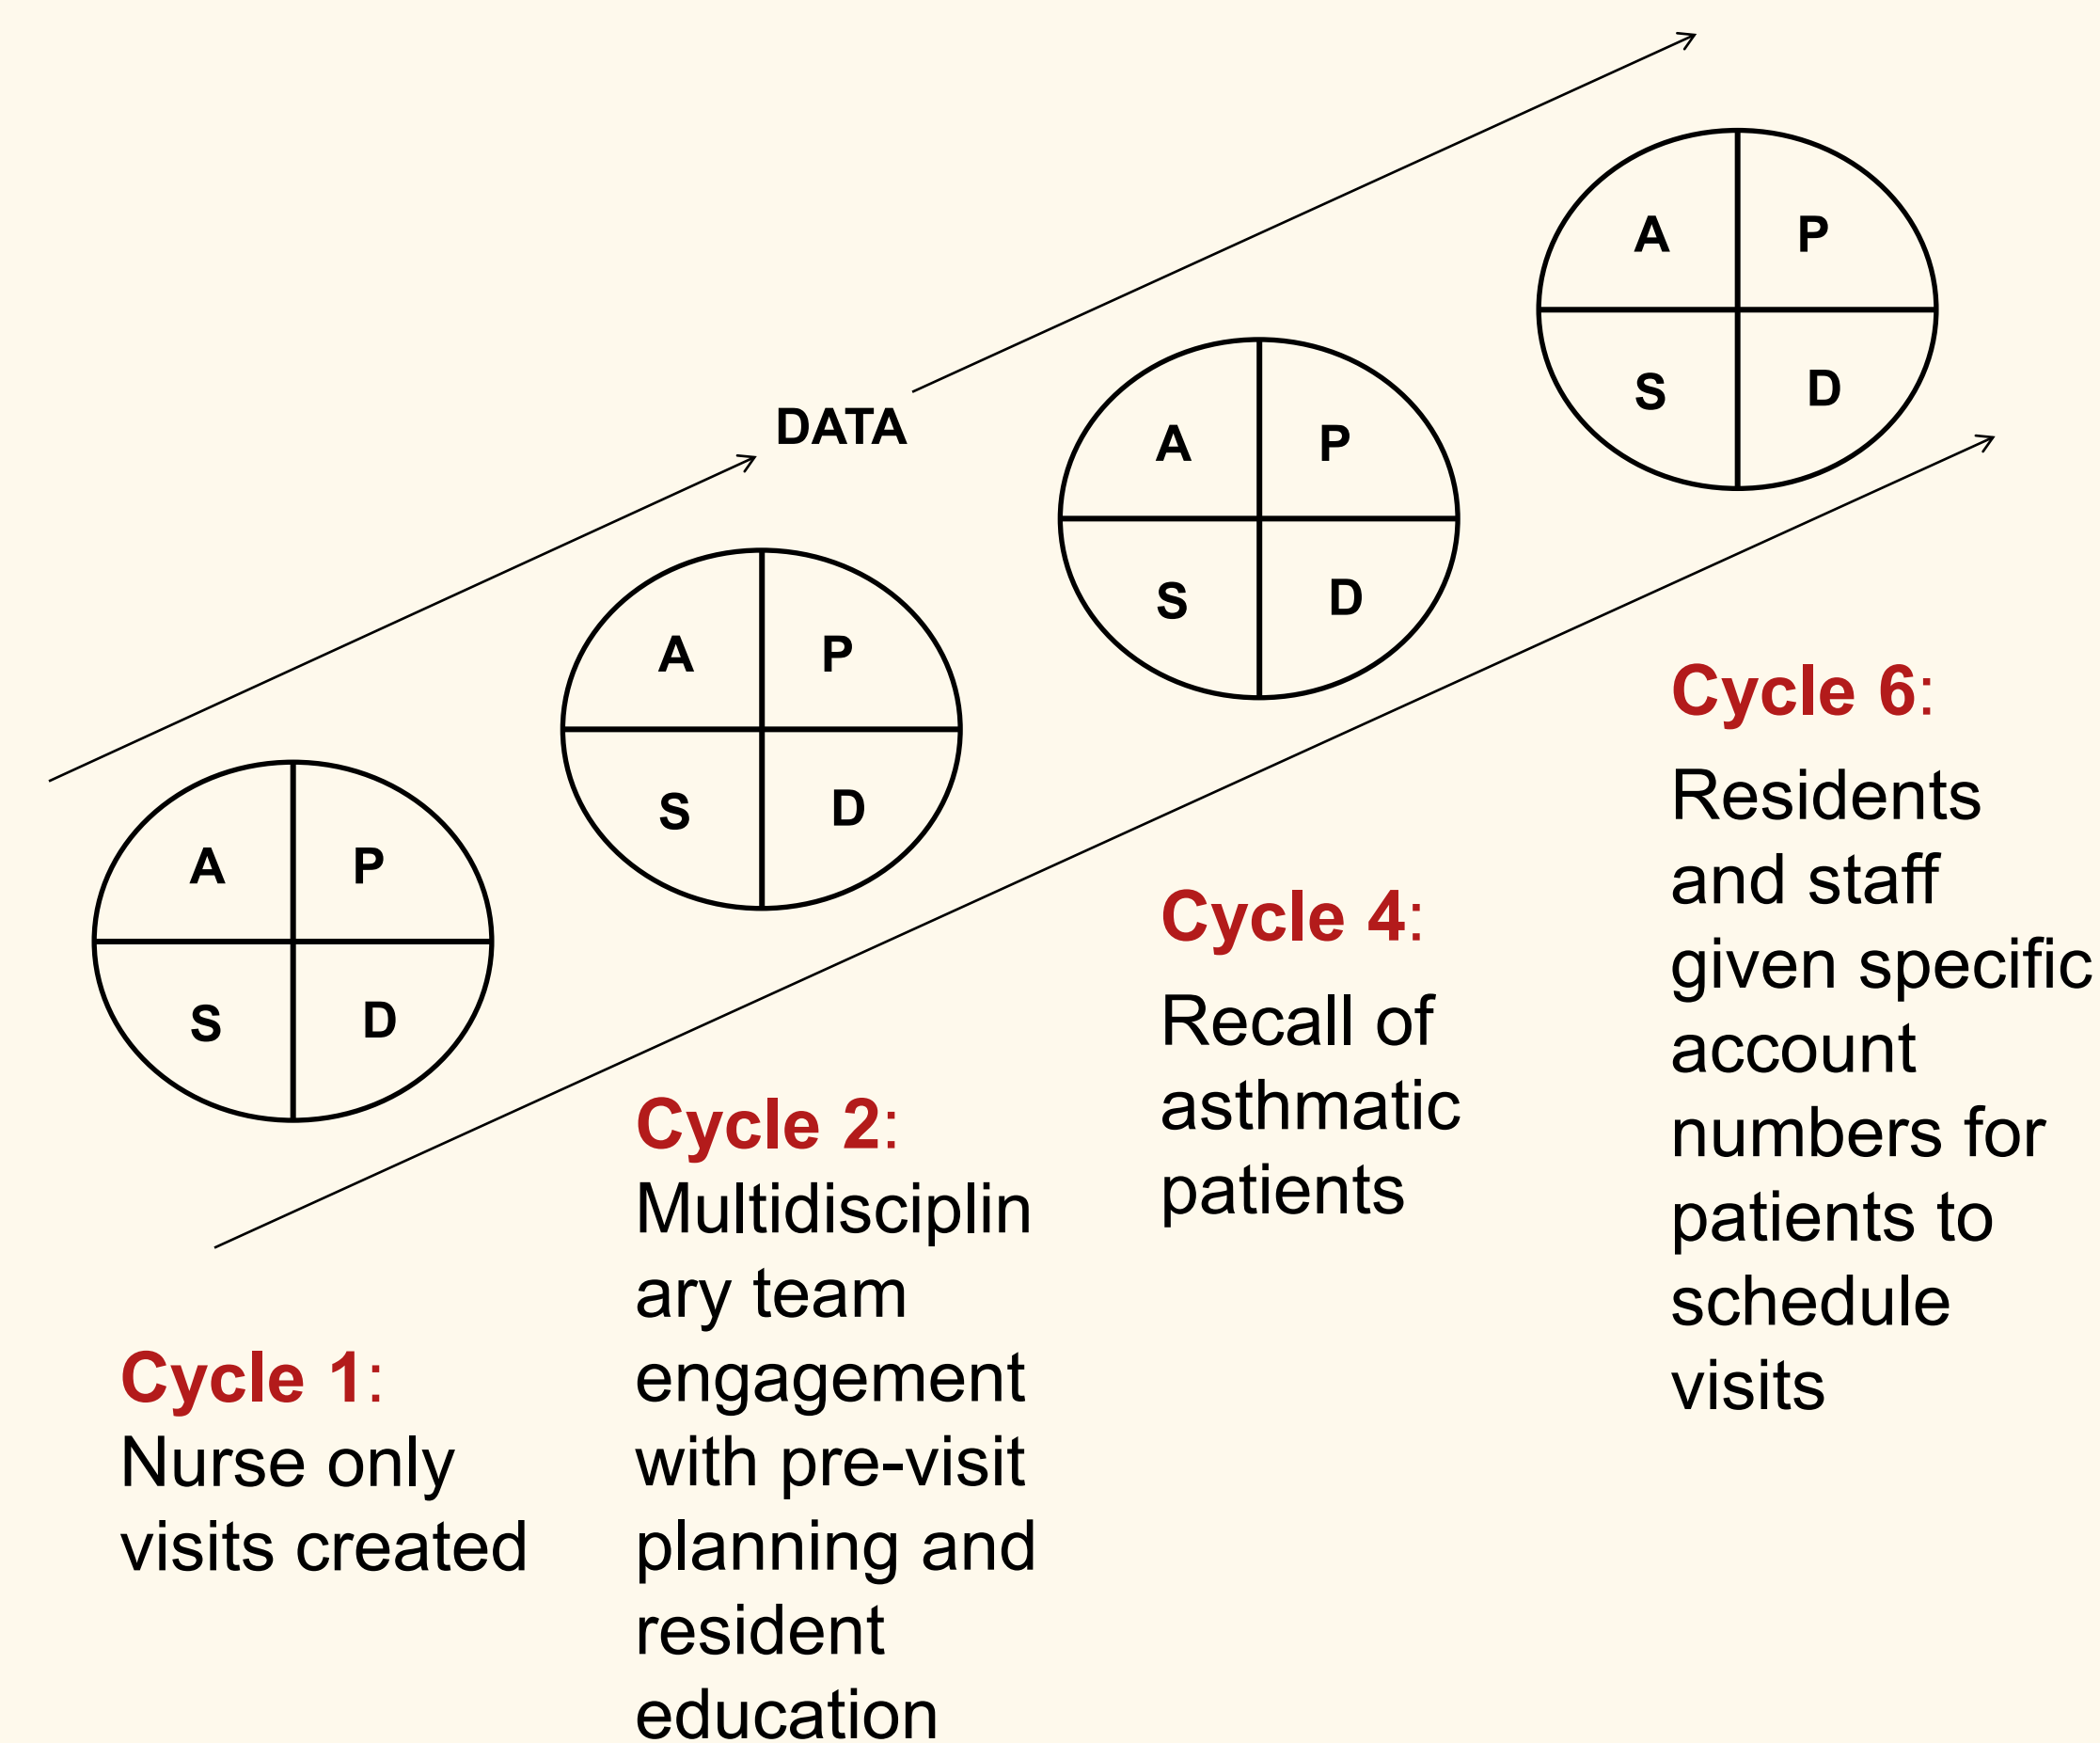 A P
S D
DATA
A P
S D
A P
S D
A P
S D
Cycle 1:
Nurse only
visits created
Cycle 2:
Multidisciplin
ary team
engagement
with pre-visit
planning and
resident
education
Cycle 4:
Recall of
asthmatic
patients
Cycle 6:
Residents
and staff
given specific
account
numbers for
patients to
schedule
visits